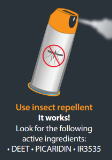 Use insect repellent
It works!
Look for the following
active ingredients:
• DEET • PICARIDIN • IR3535